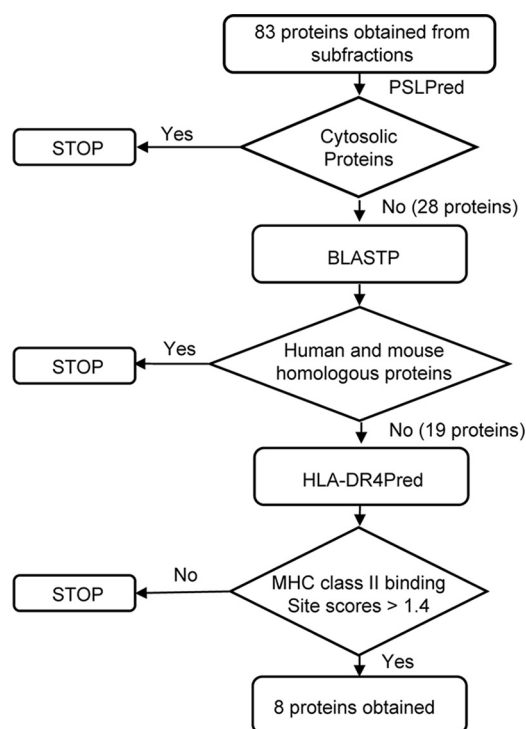 83 proteins obtained from
subfractions
PSLPred
Yes
STOP
Cytosolic
Proteins
No (28 proteins)
BLASTP
Yes
STOP
Human and mouse
homologous proteins
No (19 proteins)
HLA-DR4Pred
No
STOP
MHC class II binding
Site scores > 1.4
Yes
8 proteins obtained